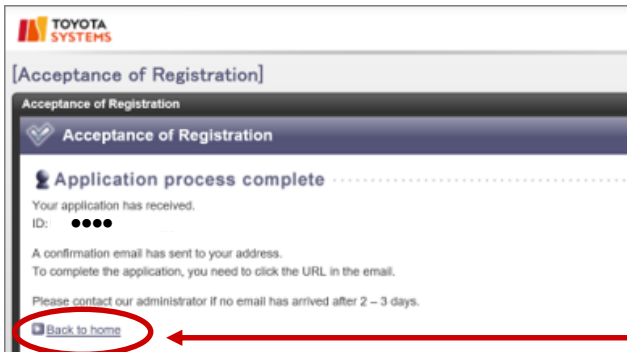 TOYOTA
SYSTEMS
[Acceptance of Registration]
Acceptance of Registration
Acceptance of Registration
Application process complete
Your application has received.
ID: ●●●●
A confirmation email has sent to your address.
To complete the application, you need to click the URL in the email.
Please contact our administrator if no email has arrived after 2 – 3 days.
Back to home